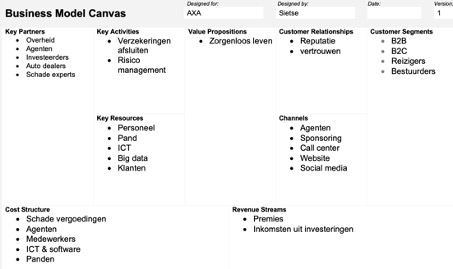 Business Model Canvas
Designed for:
AXA
Designed by:
Sietse
Date:
Version:
1
Key Partners
• Overheid
• Agenten
• Investeerders
• Auto dealers
• Schade experts
Key Activities
• Verzekeringen
afsluiten
• Risico
management
Key Resources
• Personeel
• Pand
• ICT
• Big data
• Klanten
Value Propositions
• Zorgenloos leven
Customer Relationships
• Reputatie
• vertrouwen
Channels
• Agenten
• Sponsoring
• Call center
• Website
• Social media
Customer Segments
• B2B
• B2C
• Reizigers
• Bestuurders
Cost Structure
• Schade vergoedingen
• Agenten
• Medewerkers
• ICT & software
• Panden
Revenue Streams
• Premies
• Inkomsten uit investeringen